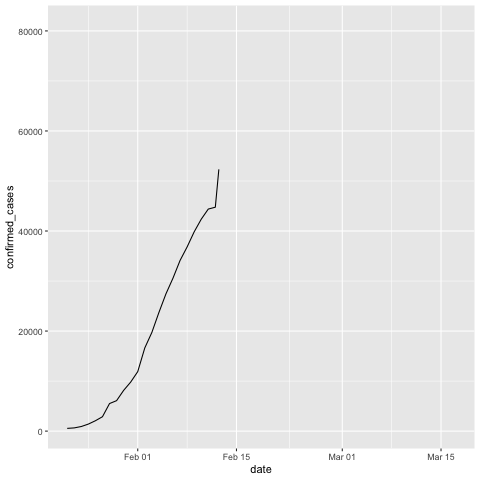 80000
60000
40000
20000
0
confirmed_cases
Feb 01
Feb 15
Mar 01
Mar 15
date